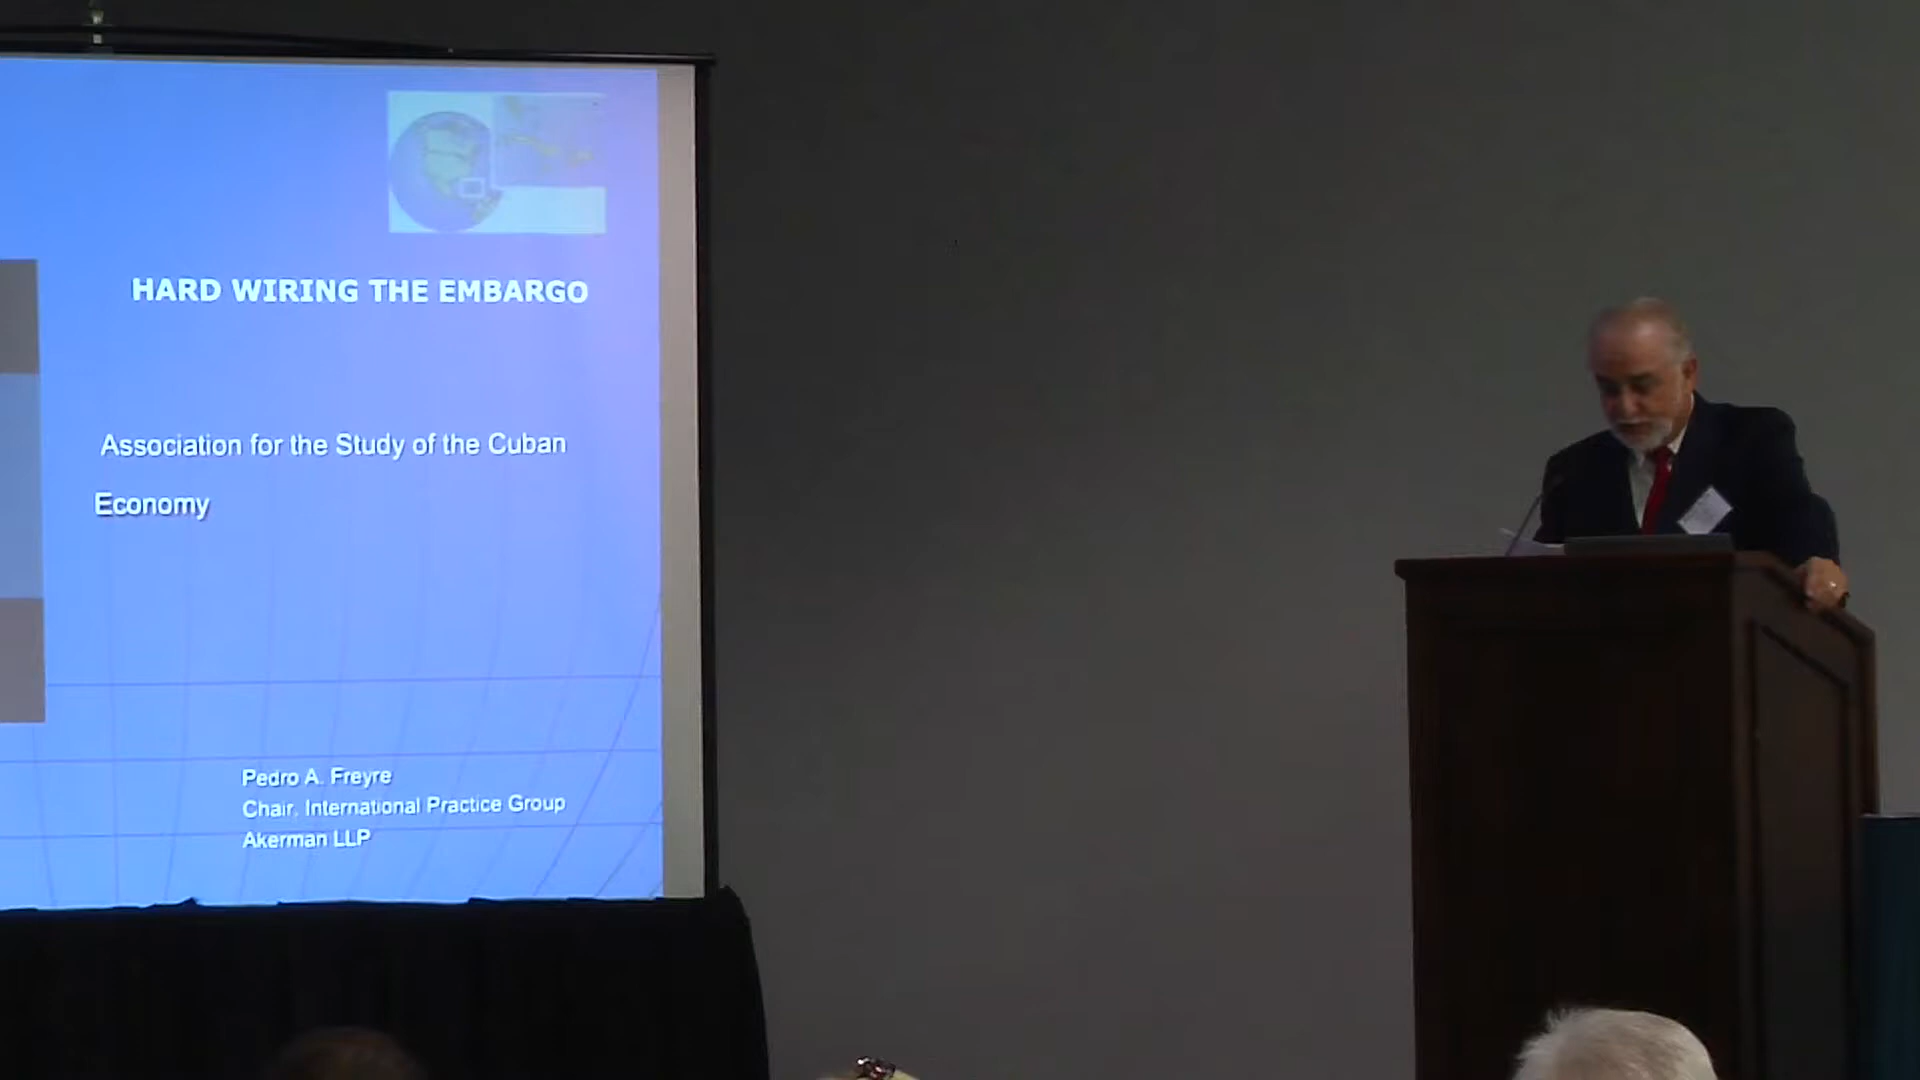 HARD WIRING THE EMBARGO
Association for the Study of the Cuban
Economy
Pedro A. Freyre
Chair, International Practice Group
Akerman LLP